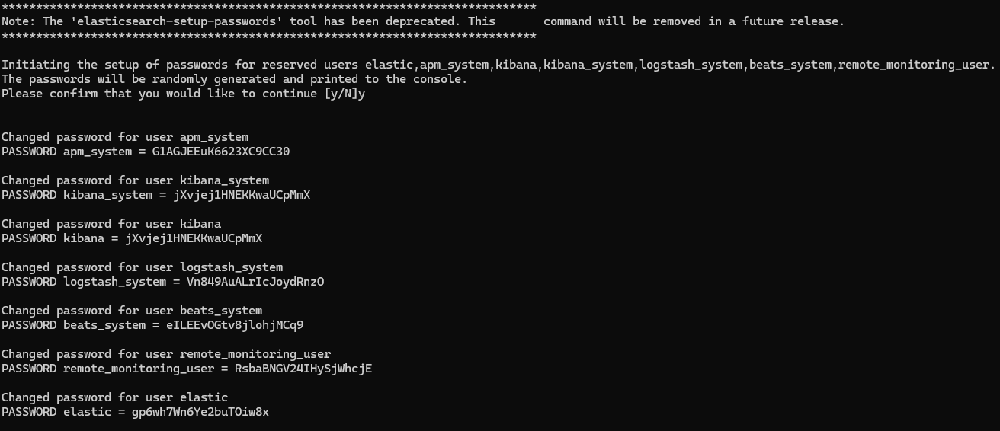 ******************************************************************************
Note: The 'elasticsearch-setup-passwords' tool has been deprecated. This       command will be removed in a future release.
******************************************************************************
Initiating the setup of passwords for reserved users elastic,apm_system,kibana,kibana_system,logstash_system,beats_system,remote_monitoring_user.
The passwords will be randomly generated and printed to the console.
Please confirm that you would like to continue [y/N]y
Changed password for user apm_system
PASSWORD apm_system = G1AGJEEuK6623XC9CC30
Changed password for user kibana_system
PASSWORD kibana_system = jXvjej1HNEKKwaUCpMmX
Changed password for user kibana
PASSWORD kibana = jXvjej1HNEKKwaUCpMmX
Changed password for user logstash_system
PASSWORD logstash_system = Vn849AuALrIcJoydRnzO
Changed password for user beats_system
PASSWORD beats_system = eILEEvOGtv8jlohjMCq9
Changed password for user remote_monitoring_user
PASSWORD remote_monitoring_user = RsbaBNGV24IHySjWhcjE
Changed password for user elastic
PASSWORD elastic = gp6wh7Wn6Ye2buTOiw8x